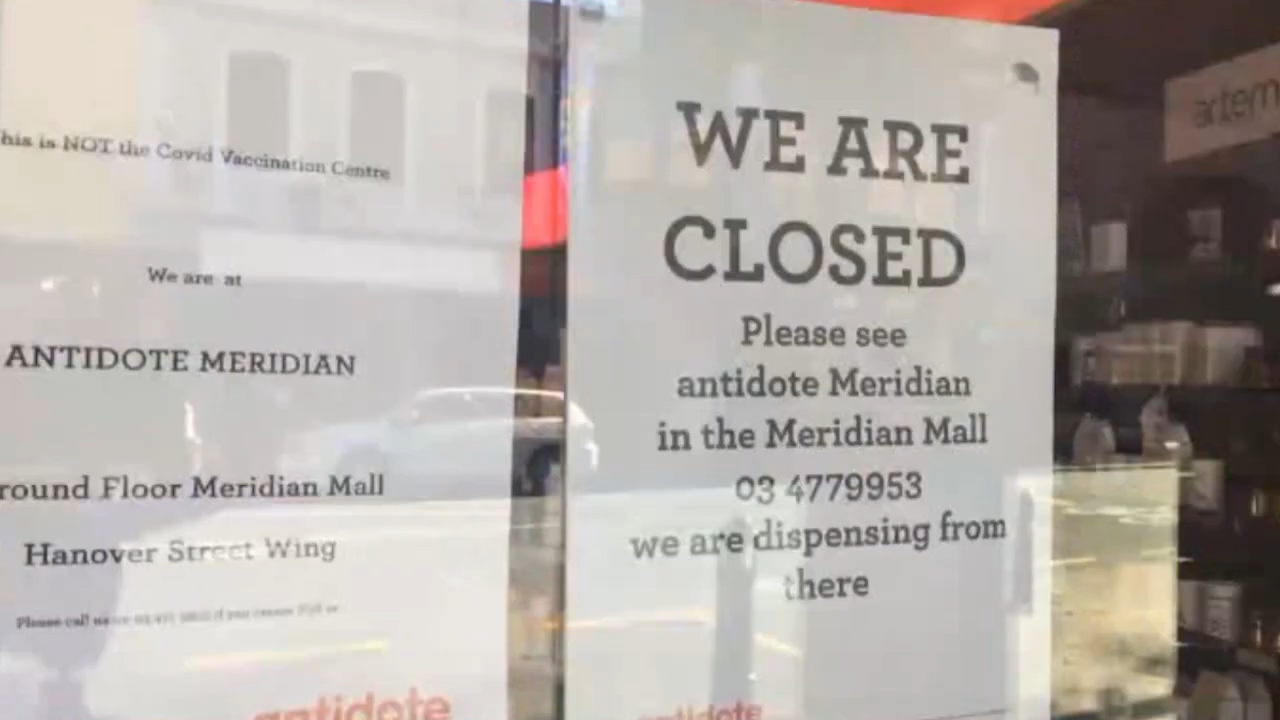 his is NOT the Covid Vaccination Centre
We are at
ANTIDOTE MERIDIAN
round Floor Meridian Mall
Hanover Street Wing
Please call
antidote
WE ARE
CLOSED
Please see
antidote Meridian
in the Meridian Mall
03 4779953
we are dispensing from
there
antidote
artem